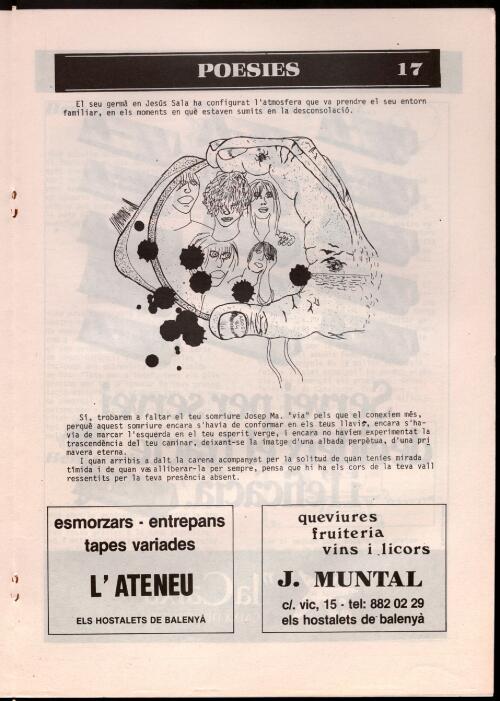 POESIES 17
El seu germà en Jesús Sala ha configurat l'atmosfera que va prendre el seu entorn
familiar, en els moments en què estaven sumits en la desconsolació.
Si, trobarem a faltar el teu somriure Josep Ma. "via" pels que el coneixiem més,
perquè aquest somriure encara s'havia de conformar en els teus llavis, encara s'ha-
via de marcar l'esquerda en el teu esperit verge, i encara no haviem experimentat la
trascendència del teu caminar, deixant-se la imatge d'una albada perpètua, d'una pri
mavera eterna.
I quan arribis a dalt la carena acompanyat per la solitud de quan tenies mirada
timida i de quan vas alliberar-la per sempre, pensa que hi ha els cors de la teva vall
ressentits per la teva presència absent.
esmorzars - entrepans
tapes variades
L'ATENEU
ELS HOSTALETS DE BALENYÀ
queviures
fruiteria
vins i licors
J. MUNTAL
c/. vic, 15 - tel: 882 02 29
els hostalets de balenyà